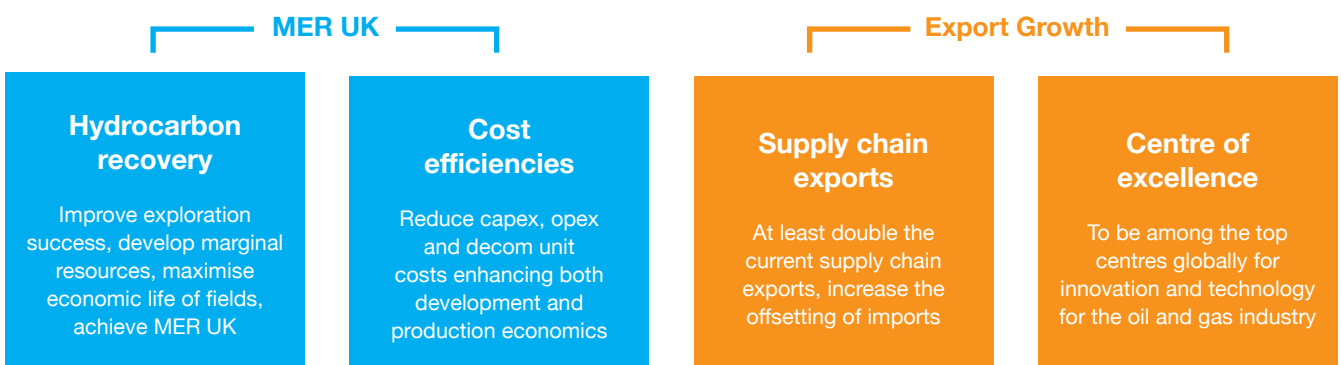 MER UK
Export Growth
Hydrocarbon
recovery
Improve exploration
success, develop marginal
resources, maximise
economic life of fields,
achieve MER UK
Cost
efficiencies
Reduce capex, opex
and decom unit
costs enhancing both
development and
production economics
Supply chain
exports
At least double the
current supply chain
exports, increase the
offsetting of imports
Centre of
excellence
To be among the top
centres globally for
innovation and technology
for the oil and gas industry